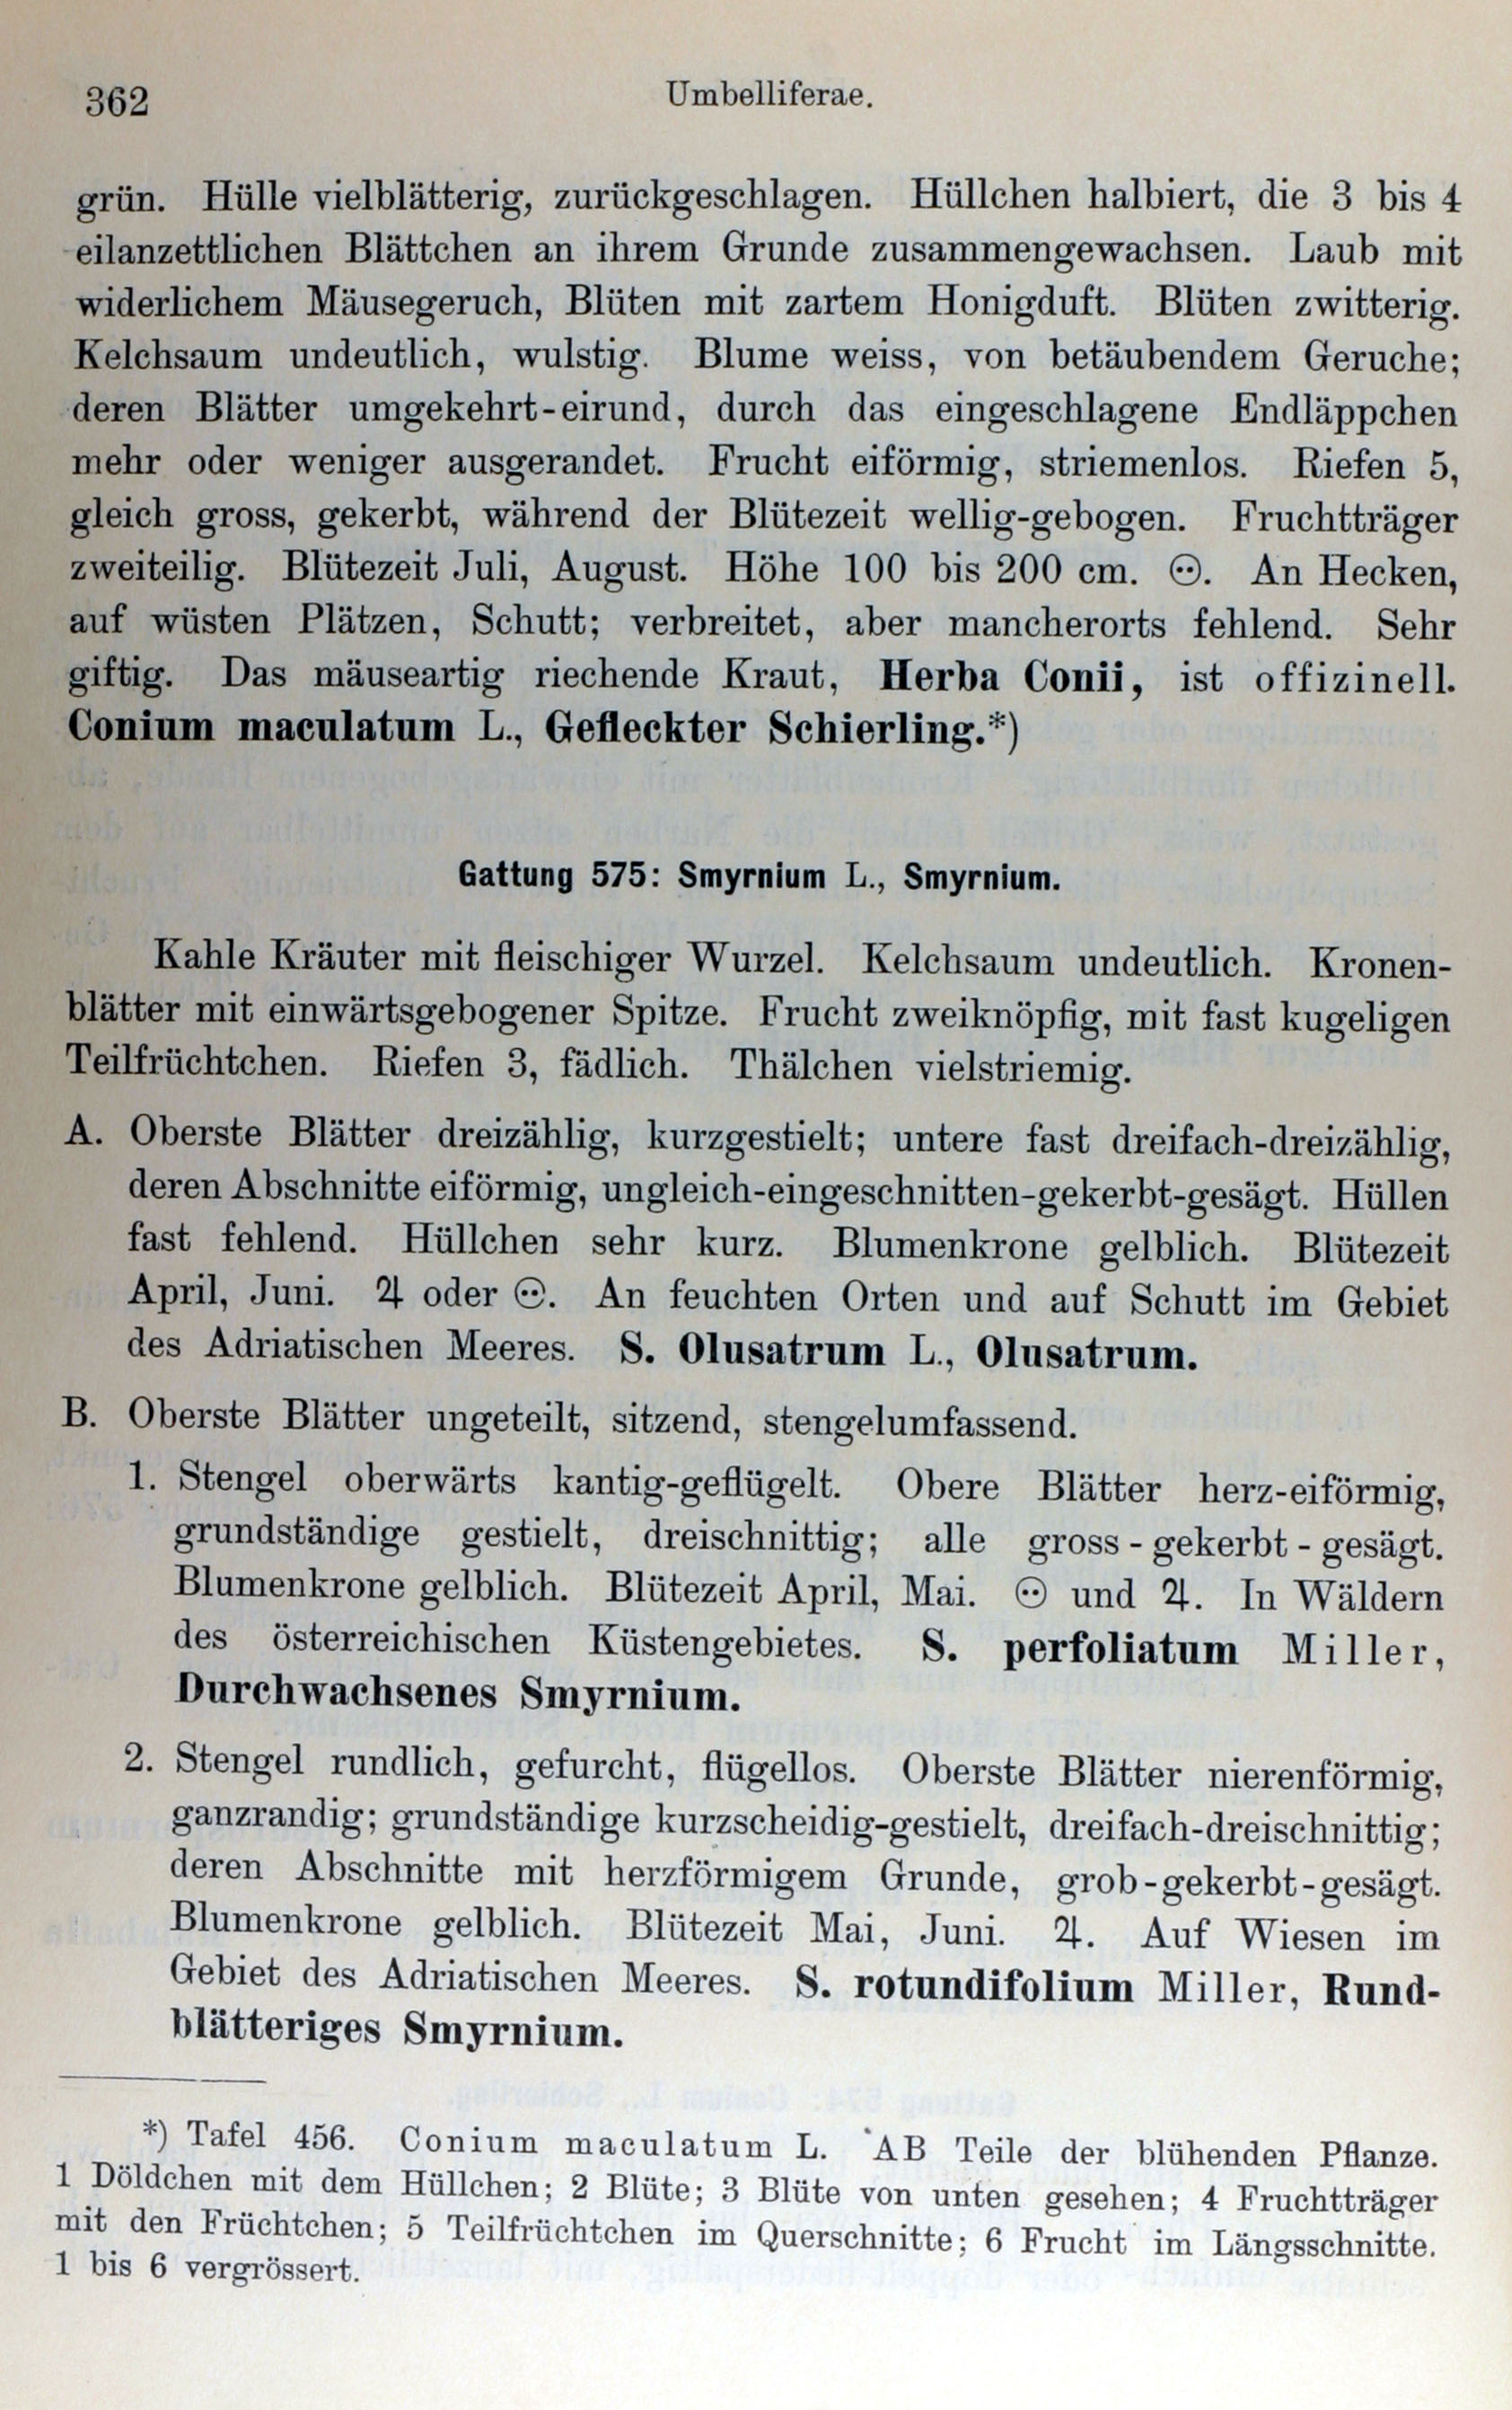 362
Umbelliferae.
grün. Hülle vielblätterig, zurückgeschlagen. Hüllchen halbiert, die 3 bis 4
eilanzettlichen Blättchen an ihrem Grunde zusammengewachsen. Laub mit
widerlichem Mäusegeruch, Blüten mit zartem Honigduft. Blüten zwitterig.
Kelchsaum undeutlich, wulstig. Blume weiss, von betäubendem Geruche;
deren Blätter umgekehrt-eirund, durch das eingeschlagene Endläppchen
mehr oder weniger ausgerandet. Frucht eiförmig, striemenlos. Riefen 5,
gleich gross, gekerbt, während der Blütezeit wellig-gebogen. Fruchtträger
zweiteilig. Blütezeit Juli, August. Höhe 100 bis 200 cm. ⊙. An Hecken,
auf wüsten Plätzen, Schutt; verbreitet, aber mancherorts fehlend. Sehr
giftig. Das mäuseartig riechende Kraut, Herba Conii, ist offizinell.
Conium maculatum L., Gefleckter Schierling.*)
Gattung 575: Smyrnium L., Smyrnium.
Kahle Kräuter mit fleischiger Wurzel. Kelchsaum undeutlich. Kronen-
blätter mit einwärtsgebogener Spitze. Frucht zweiknöpfig, mit fast kugeligen
Teilfrüchtchen. Riefen 3, fädlich. Thälchen vielstriemig.
A. Oberste Blätter dreizählig, kurzgestielt; untere fast dreifach-dreizählig,
deren Abschnitte eiförmig, ungleich-eingeschnitten-gekerbt-gesägt. Hüllen
fast fehlend. Hüllchen sehr kurz. Blumenkrone gelblich. Blütezeit
April, Juni. ♃ oder ⊙. An feuchten Orten und auf Schutt im Gebiet
des Adriatischen Meeres. S. Olusatrum L., Olusatrum.
B. Oberste Blätter ungeteilt, sitzend, stengelumfassend.
1. Stengel oberwärts kantig-geflügelt. Obere Blätter herz-eiförmig,
grundständige gestielt, dreischnittig; alle gross-gekerbt-gesägt.
Blumenkrone gelblich. Blütezeit April, Mai. ⊙ und ♃. In Wäldern
des österreichischen Küstengebietes. S. perfoliatum Miller,
Durchwachsenes Smyrnium.
2. Stengel rundlich, gefurcht, flügellos. Oberste Blätter nierenförmig,
ganzrandig; grundständige kurzscheidig-gestielt, dreifach-dreischnittig;
deren Abschnitte mit herzförmigem Grunde, grob-gekerbt-gesägt.
Blumenkrone gelblich. Blütezeit Mai, Juni. ♃. Auf Wiesen im
Gebiet des Adriatischen Meeres. S. rotundifolium Miller, Rund-
blätteriges Smyrnium.
*) Tafel 456. Conium maculatum L. AB Teile der blühenden Pflanze.
1 Döldchen mit dem Hüllchen; 2 Blüte; 3 Blüte von unten gesehen; 4 Fruchtträger
mit den Früchtchen; 5 Teilfrüchtchen im Querschnitte; 6 Frucht im Längsschnitte.
1 bis 6 vergrössert.